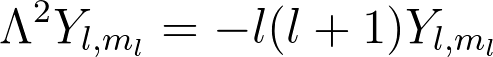 Λ²Y_{l,m_l} = −l(l + 1)Y_{l,m_l}